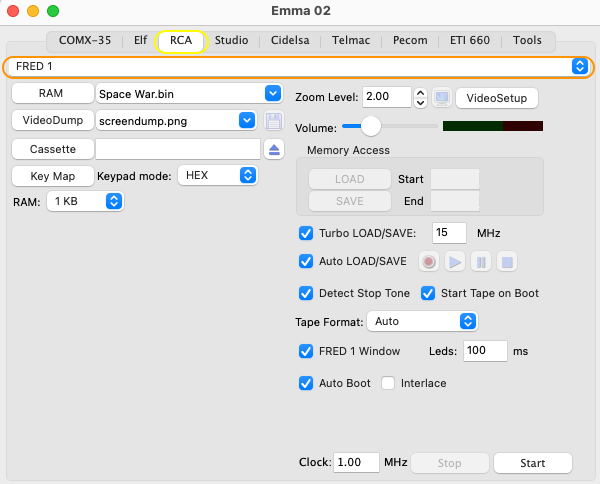 Emma 02
COMX-35 Elf RCA Studio Cidelsa Telmac Pecom ETI 660 Tools
FRED 1
RAM Space War.bin
VideoDump screendump.png
Cassette
Key Map Keypad mode: HEX
RAM: 1 KB
Zoom Level: 2.00 VideoSetup
Volume:
Memory Access
LOAD Start
SAVE End
Turbo LOAD/SAVE: 15 MHz
Auto LOAD/SAVE
Detect Stop Tone Start Tape on Boot
Tape Format: Auto
FRED 1 Window Leds: 100 ms
Auto Boot Interlace
Clock: 1.00 MHz Stop Start